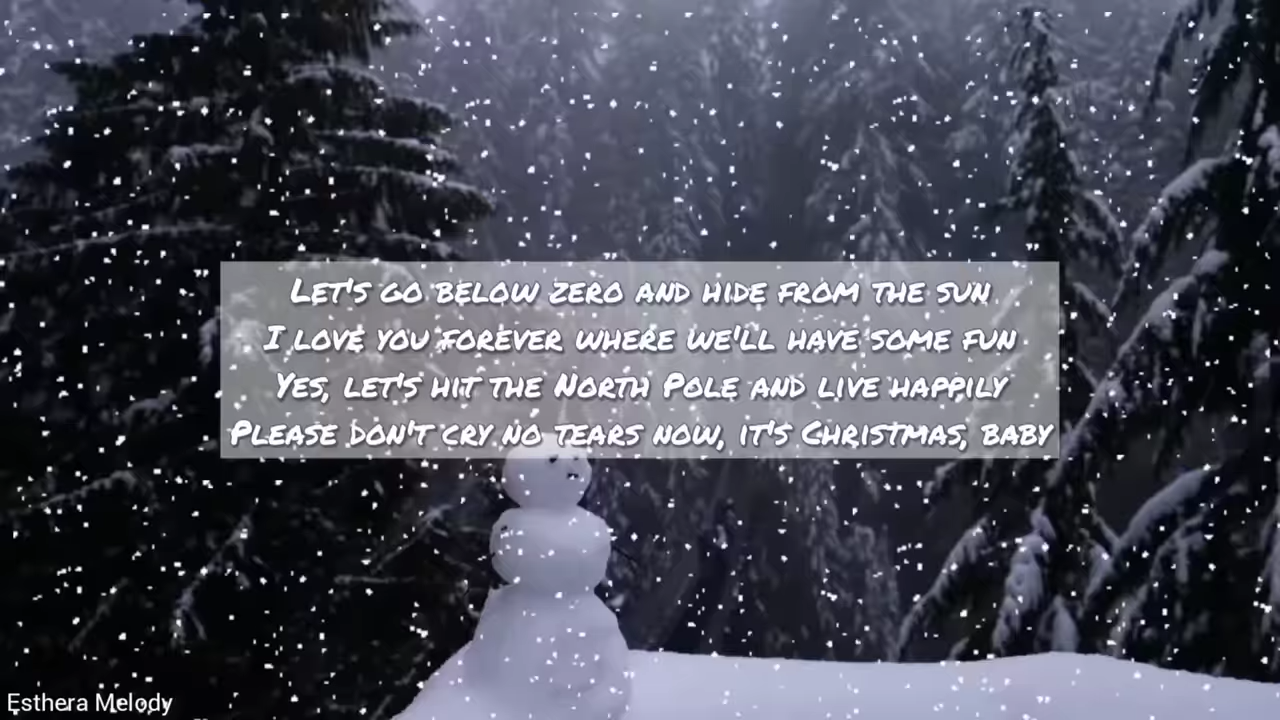 Let's go below zero and hide from the sun
I love you forever where we'll have some fun
Yes, let's hit the North Pole and live happily
Please don't cry no tears now, it's Christmas, baby
Esthera Melody